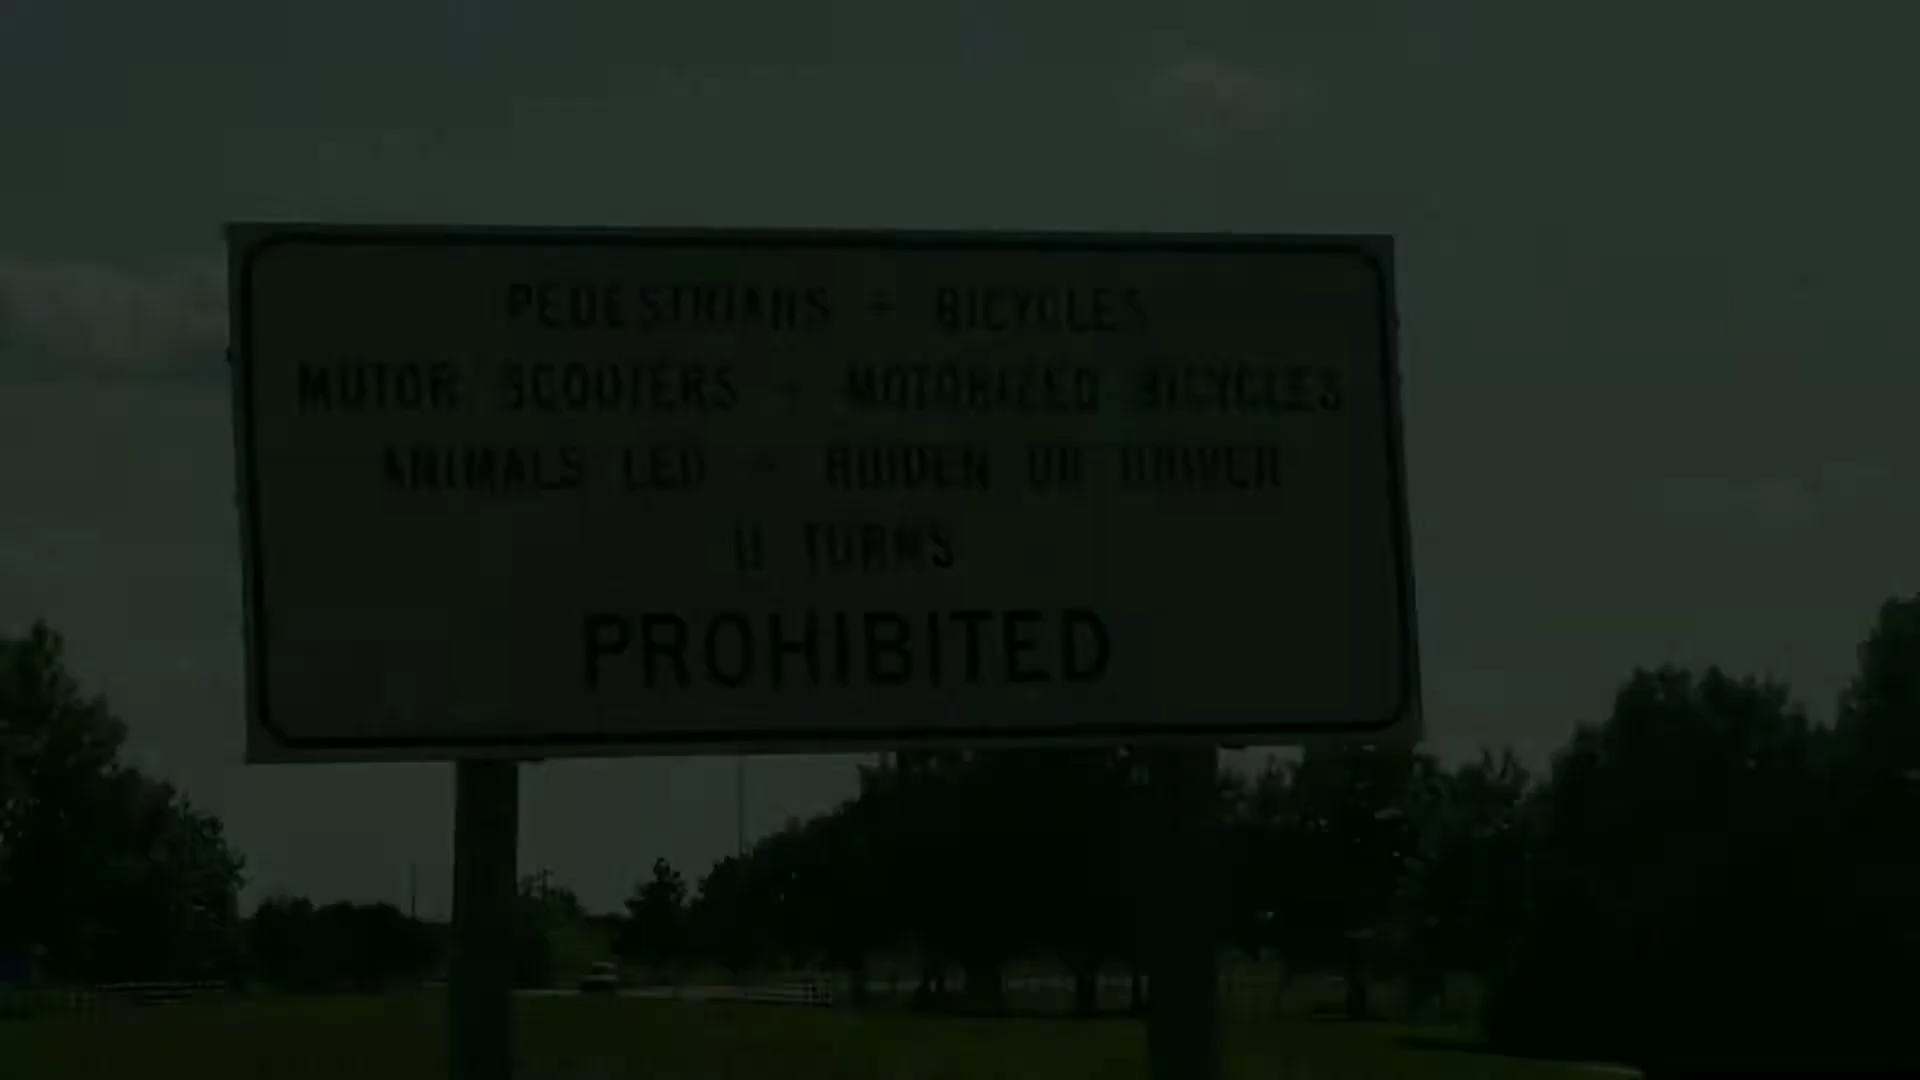 PEDESTRIANS - BICYCLES
MOTOR SCOOTERS - MOTORIZED BICYCLES
ANIMALS LED - RIDDEN OR DRIVEN
U TURNS
PROHIBITED